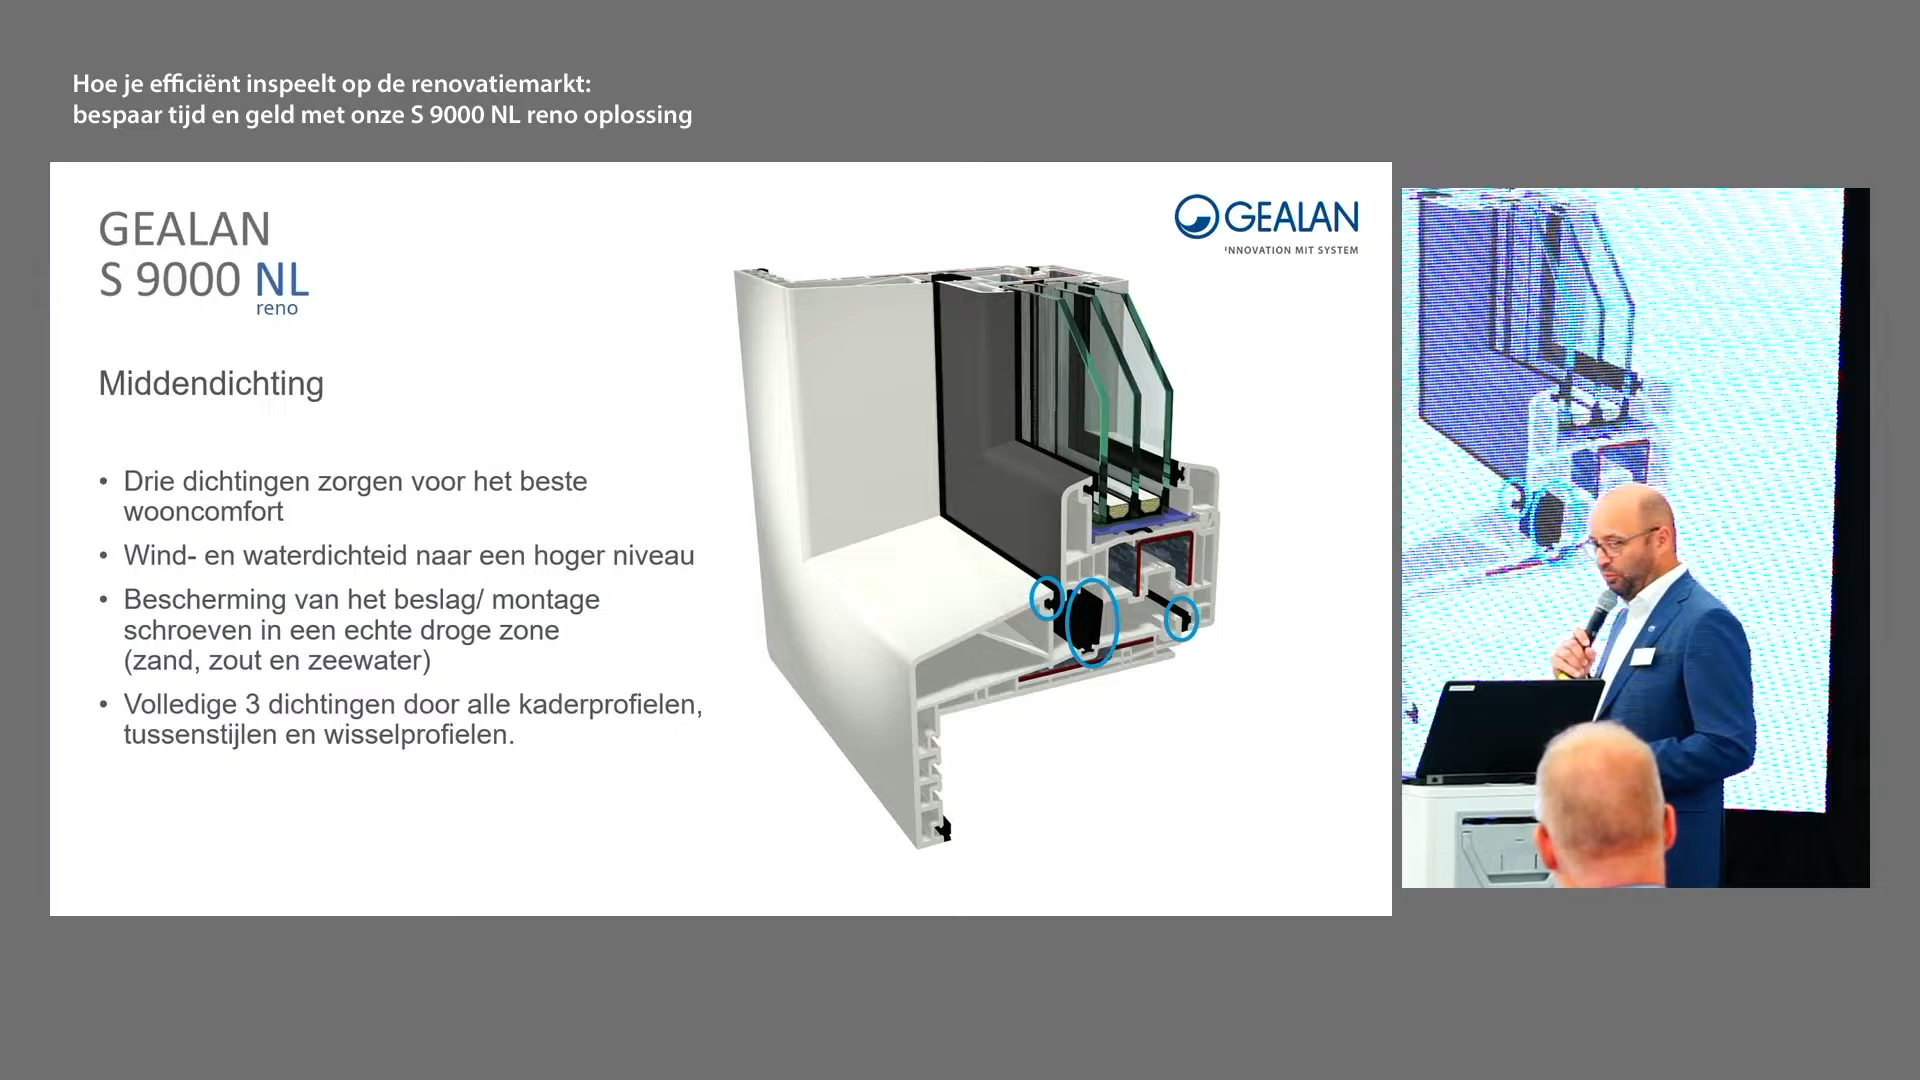 Hoe je efficiënt inspeelt op de renovatiemarkt:
bespaar tijd en geld met onze S 9000 NL reno oplossing
GEALAN
S 9000 NL
reno
GEALAN
INNOVATION MIT SYSTEM
Middendichting
• Drie dichtingen zorgen voor het beste
wooncomfort
• Wind- en waterdichteid naar een hoger niveau
• Bescherming van het beslag/ montage
schroeven in een echte droge zone
(zand, zout en zeewater)
• Volledige 3 dichtingen door alle kaderprofielen,
tussenstijlen en wisselprofielen.